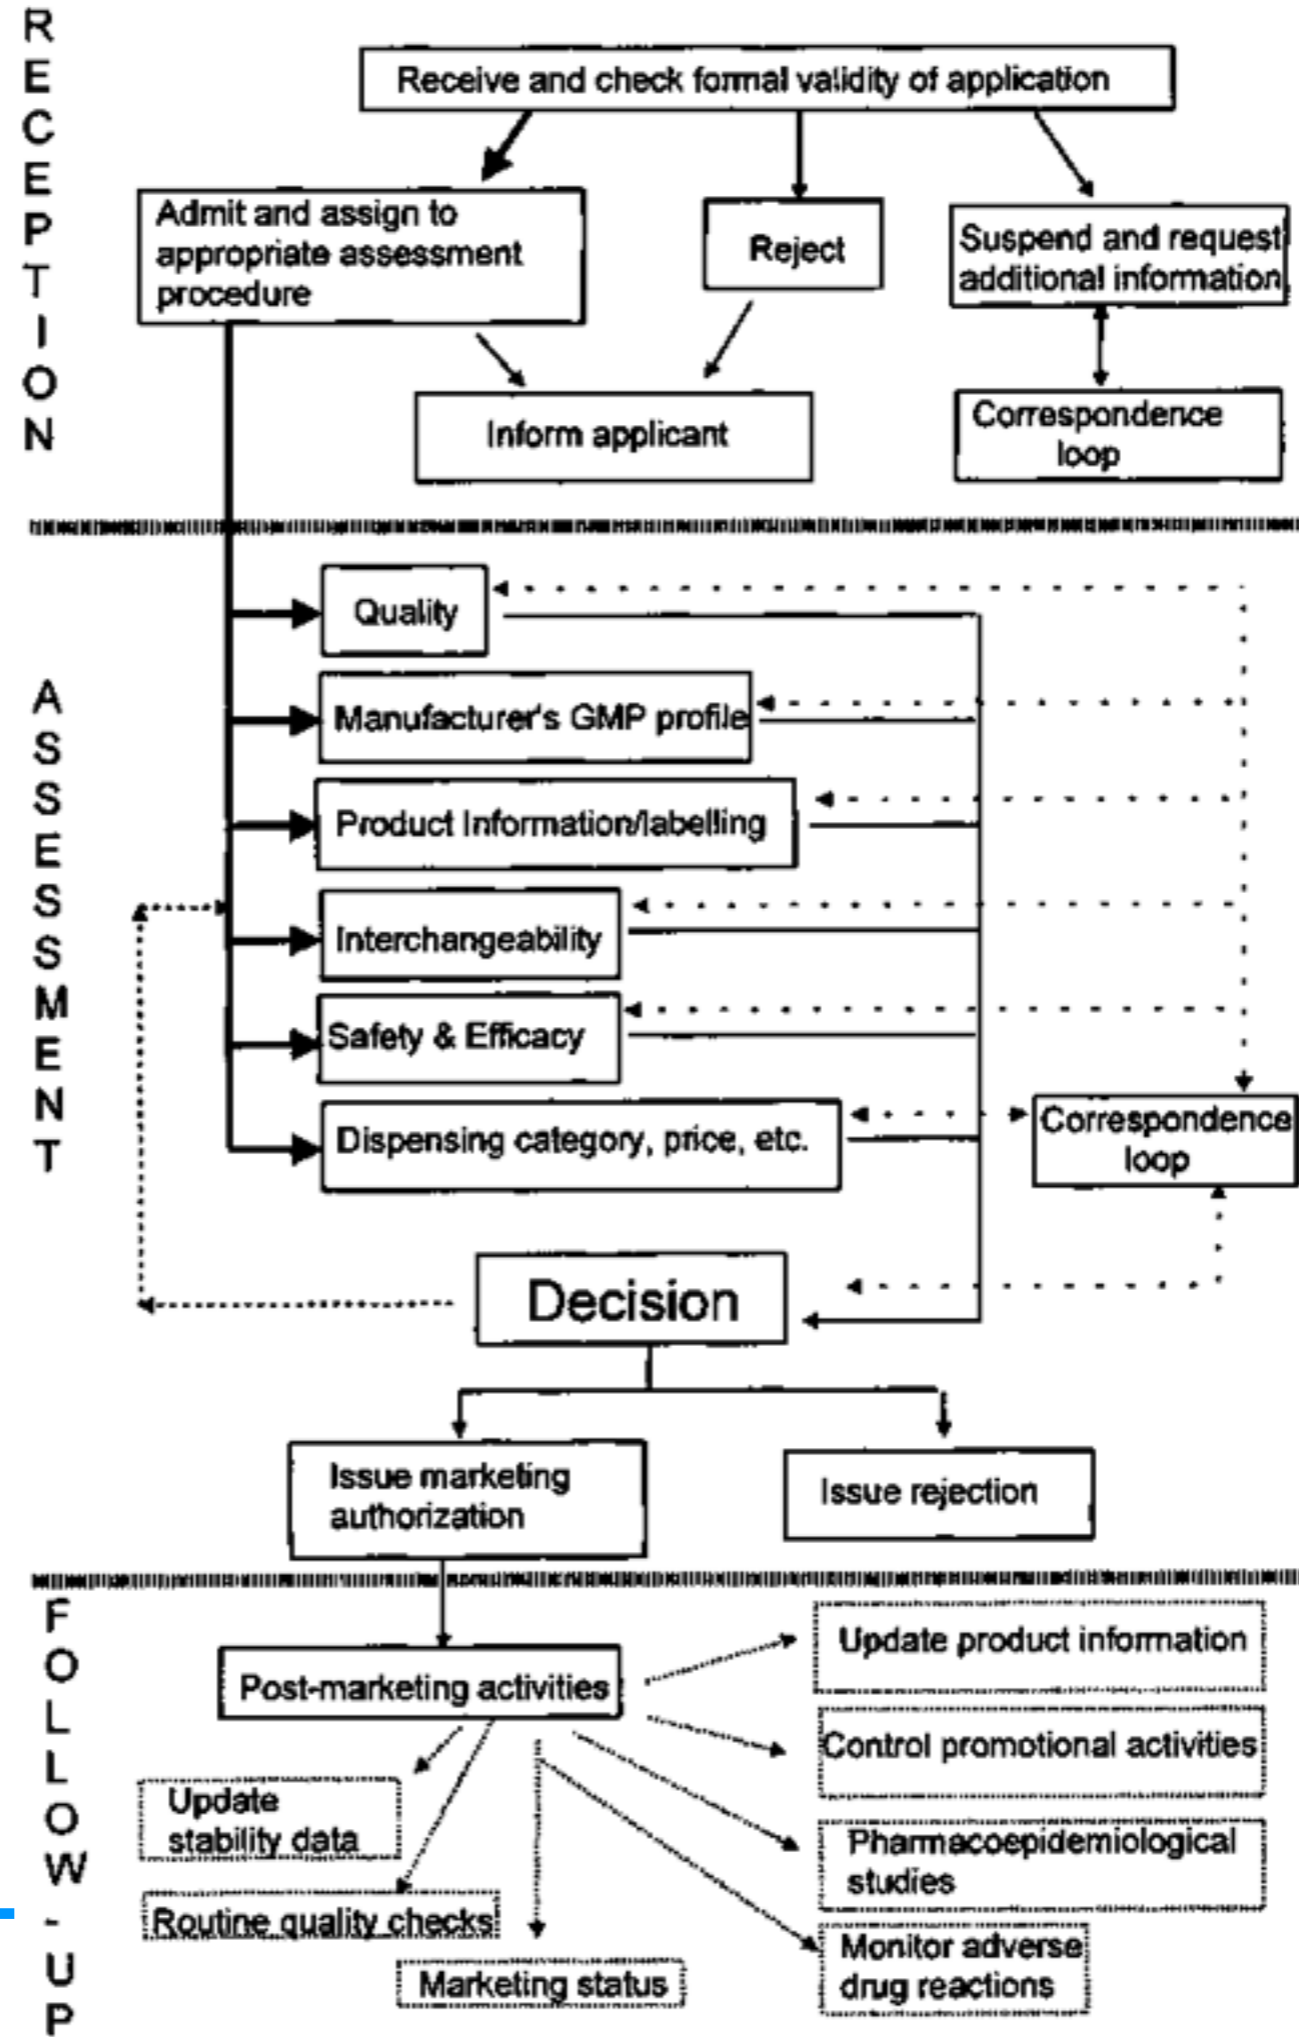 RECEPTION
Receive and check formal validity of application
Admit and assign to
appropriate assessment
procedure
Reject
Suspend and request
additional information
Inform applicant
Correspondence
loop
ASSESSMENT
Quality
Manufacturer's GMP profile
Product Information/labelling
Interchangeability
Safety & Efficacy
Dispensing category, price, etc.
Correspondence
loop
Decision
Issue marketing
authorization
Issue rejection
FOLLOW-UP
Post-marketing activities
Update product information
Control promotional activities
Update
stability data
Pharmacoepidemiological
studies
Routine quality checks
Monitor adverse
drug reactions
Marketing status